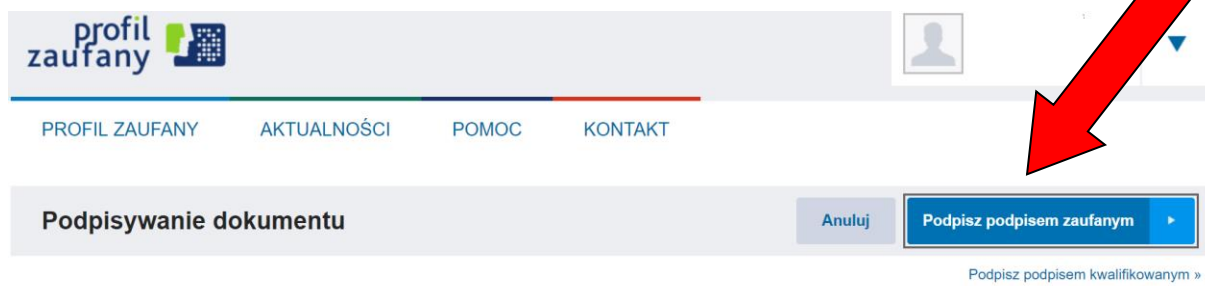 profil
zaufany
PROFIL ZAUFANY AKTUALNOŚCI POMOC KONTAKT
Podpisywanie dokumentu
Anuluj Podpisz podpisem zaufanym
Podpisz podpisem kwalifikowanym »